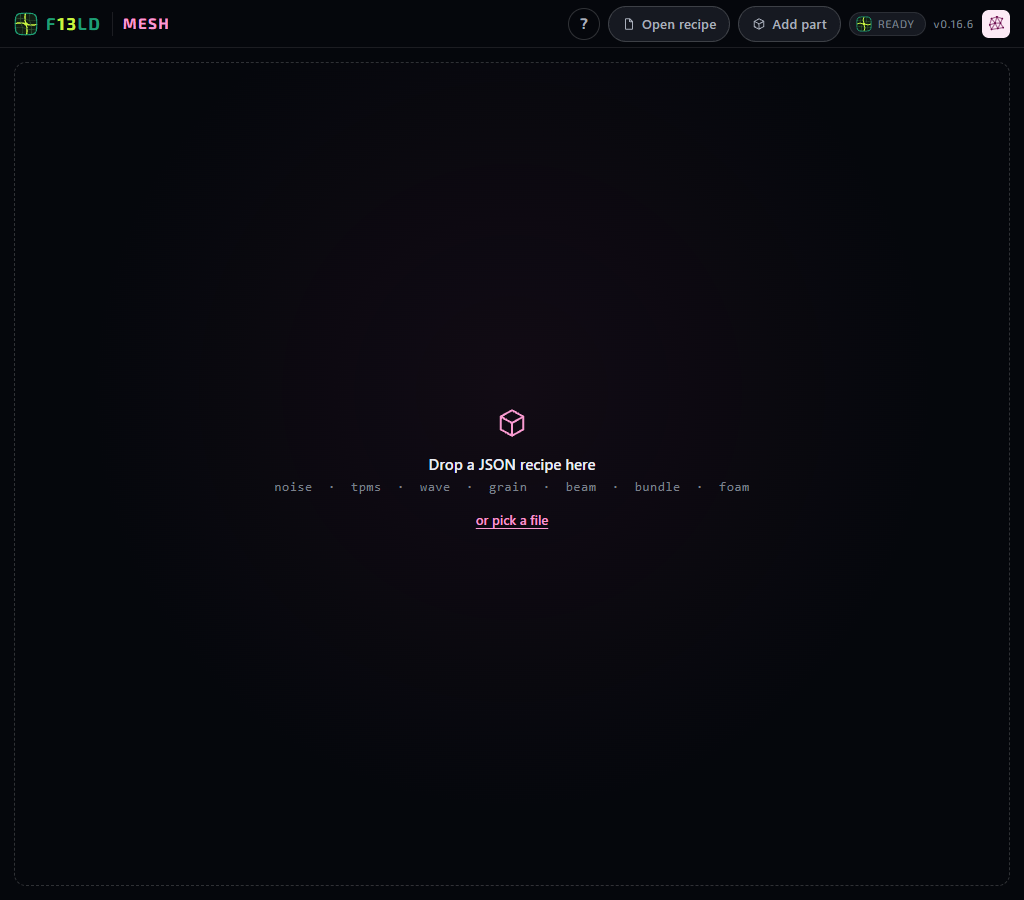 F13LD MESH ? Open recipe Add part READY v0.16.6
Drop a JSON recipe here
noise · tpms · wave · grain · beam · bundle · foam
or pick a file